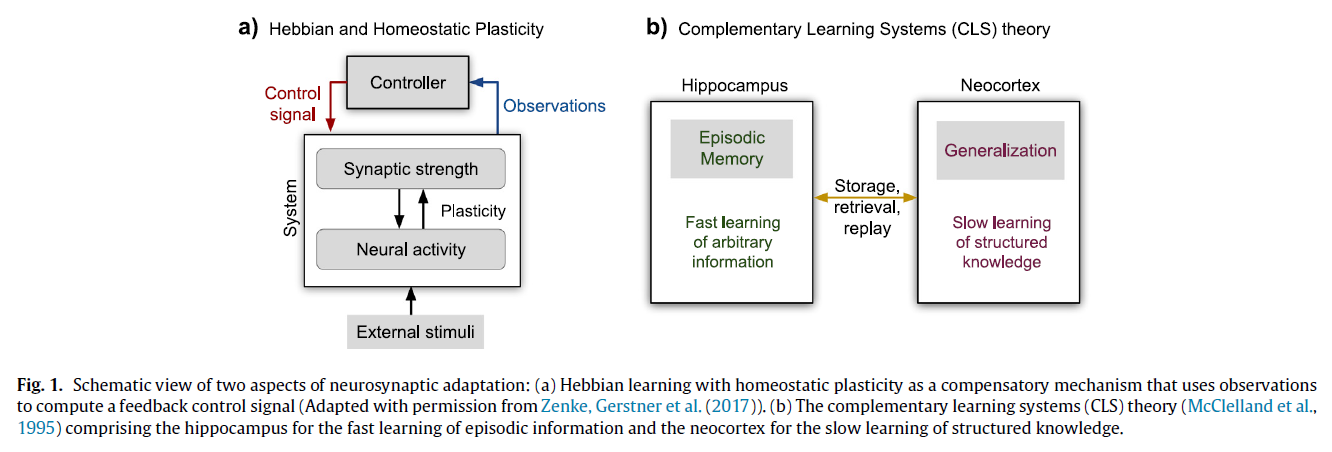 a) Hebbian and Homeostatic Plasticity
Controller
Control
signal
Observations
System
Synaptic strength
Plasticity
Neural activity
External stimuli
b) Complementary Learning Systems (CLS) theory
Hippocampus
Episodic
Memory
Fast learning
of arbitrary
information
Storage,
retrieval,
replay
Neocortex
Generalization
Slow learning
of structured
knowledge
Fig. 1. Schematic view of two aspects of neurosynaptic adaptation: (a) Hebbian learning with homeostatic plasticity as a compensatory mechanism that uses observations
to compute a feedback control signal (Adapted with permission from Zenke, Gerstner et al. (2017)). (b) The complementary learning systems (CLS) theory (McClelland et al.,
1995) comprising the hippocampus for the fast learning of episodic information and the neocortex for the slow learning of structured knowledge.